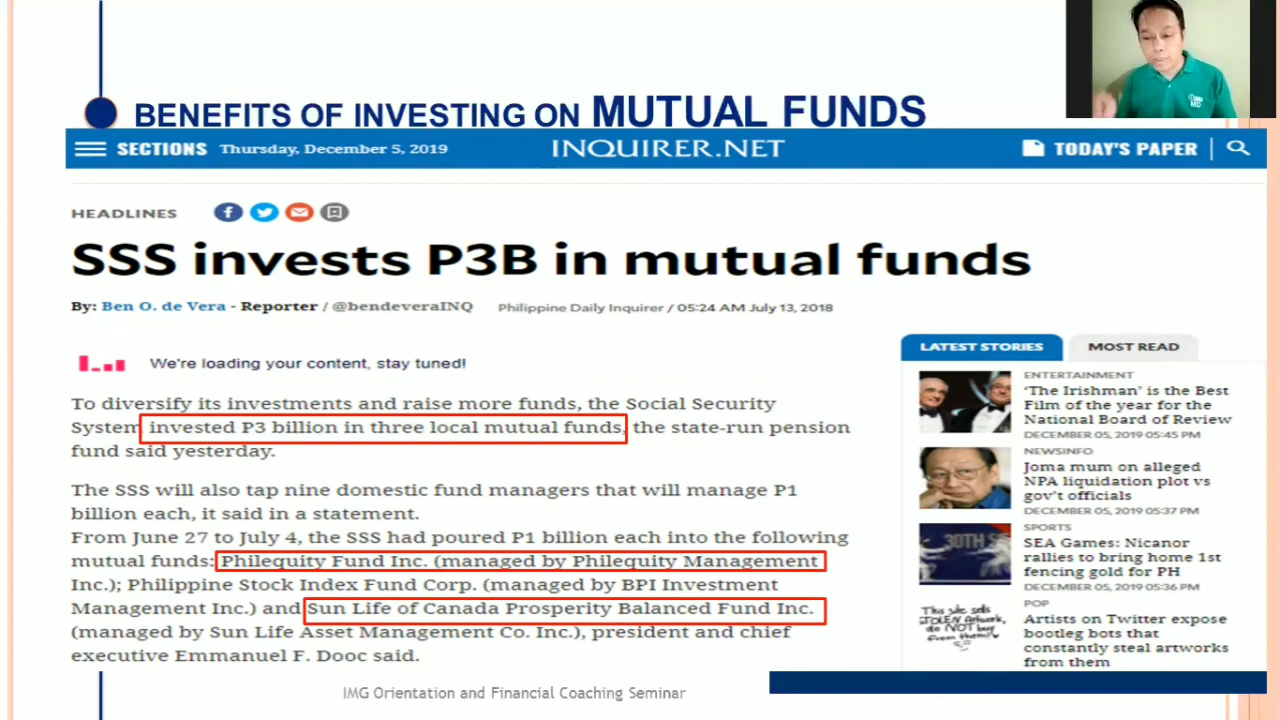 BENEFITS OF INVESTING ON MUTUAL FUNDS
SECTIONS Thursday, December 5, 2019 INQUIRER.NET TODAY'S PAPER
HEADLINES
SSS invests P3B in mutual funds
By: Ben O. de Vera - Reporter / @bendeveraINQ Philippine Daily Inquirer / 05:24 AM July 13, 2018
We're loading your content, stay tuned!
To diversify its investments and raise more funds, the Social Security
System invested P3 billion in three local mutual funds, the state-run pension
fund said yesterday.
The SSS will also tap nine domestic fund managers that will manage P1
billion each, it said in a statement.
From June 27 to July 4, the SSS had poured P1 billion each into the following
mutual funds: Philequity Fund Inc. (managed by Philequity Management
Inc.); Philippine Stock Index Fund Corp. (managed by BPI Investment
Management Inc.) and Sun Life of Canada Prosperity Balanced Fund Inc.
(managed by Sun Life Asset Management Co. Inc.), president and chief
executive Emmanuel F. Dooc said.
LATEST STORIES MOST READ
ENTERTAINMENT
‘The Irishman’ is the Best
Film of the year for the
National Board of Review
DECEMBER 05, 2019 05:45 PM
NEWSINFO
Joma mum on alleged
NPA liquidation plot vs
gov’t officials
DECEMBER 05, 2019 05:37 PM
30TH S
SPORTS
SEA Games: Nicanor
rallies to bring home 1st
fencing gold for PH
DECEMBER 05, 2019 05:36 PM
This site sells
STOLEN Artwork,
do NOT buy
from them!
POP
Artists on Twitter expose
bootleg bots that
constantly steal artworks
from them
IMG Orientation and Financial Coaching Seminar
MD